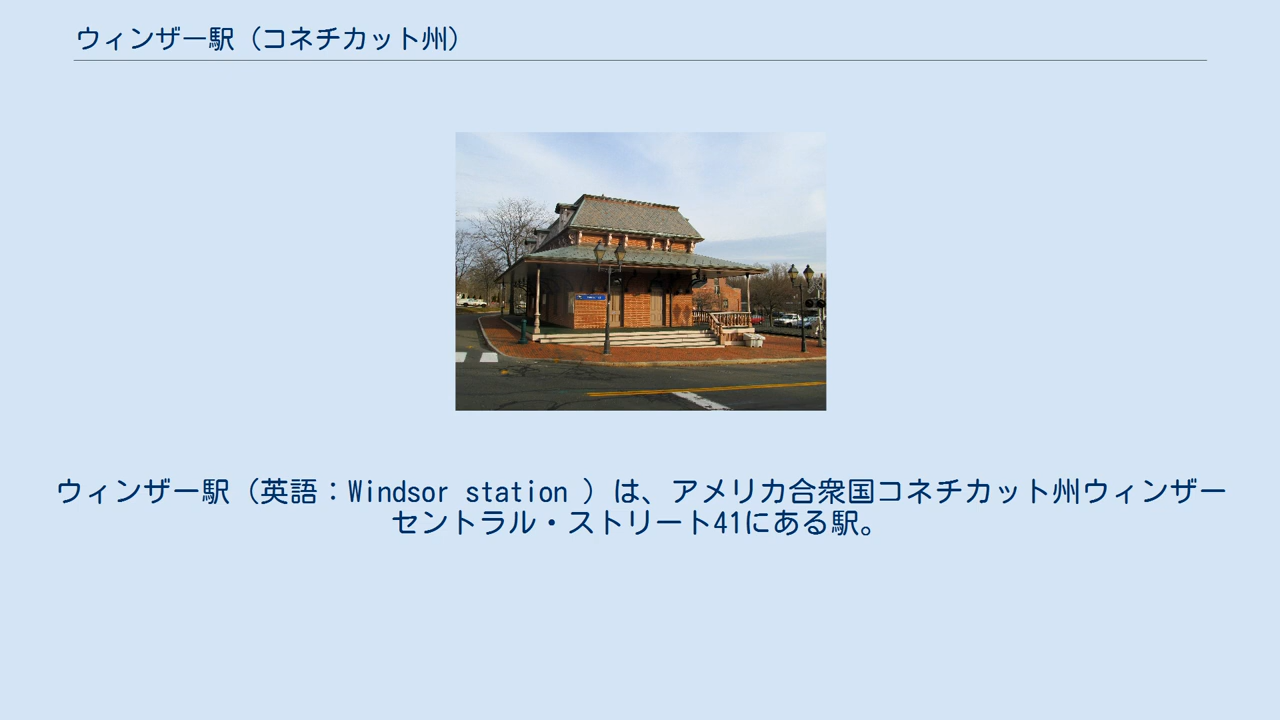 ウィンザー駅（コネチカット州）
ウィンザー駅（英語：Windsor station ）は、アメリカ合衆国コネチカット州ウィンザー
セントラル・ストリート41にある駅。